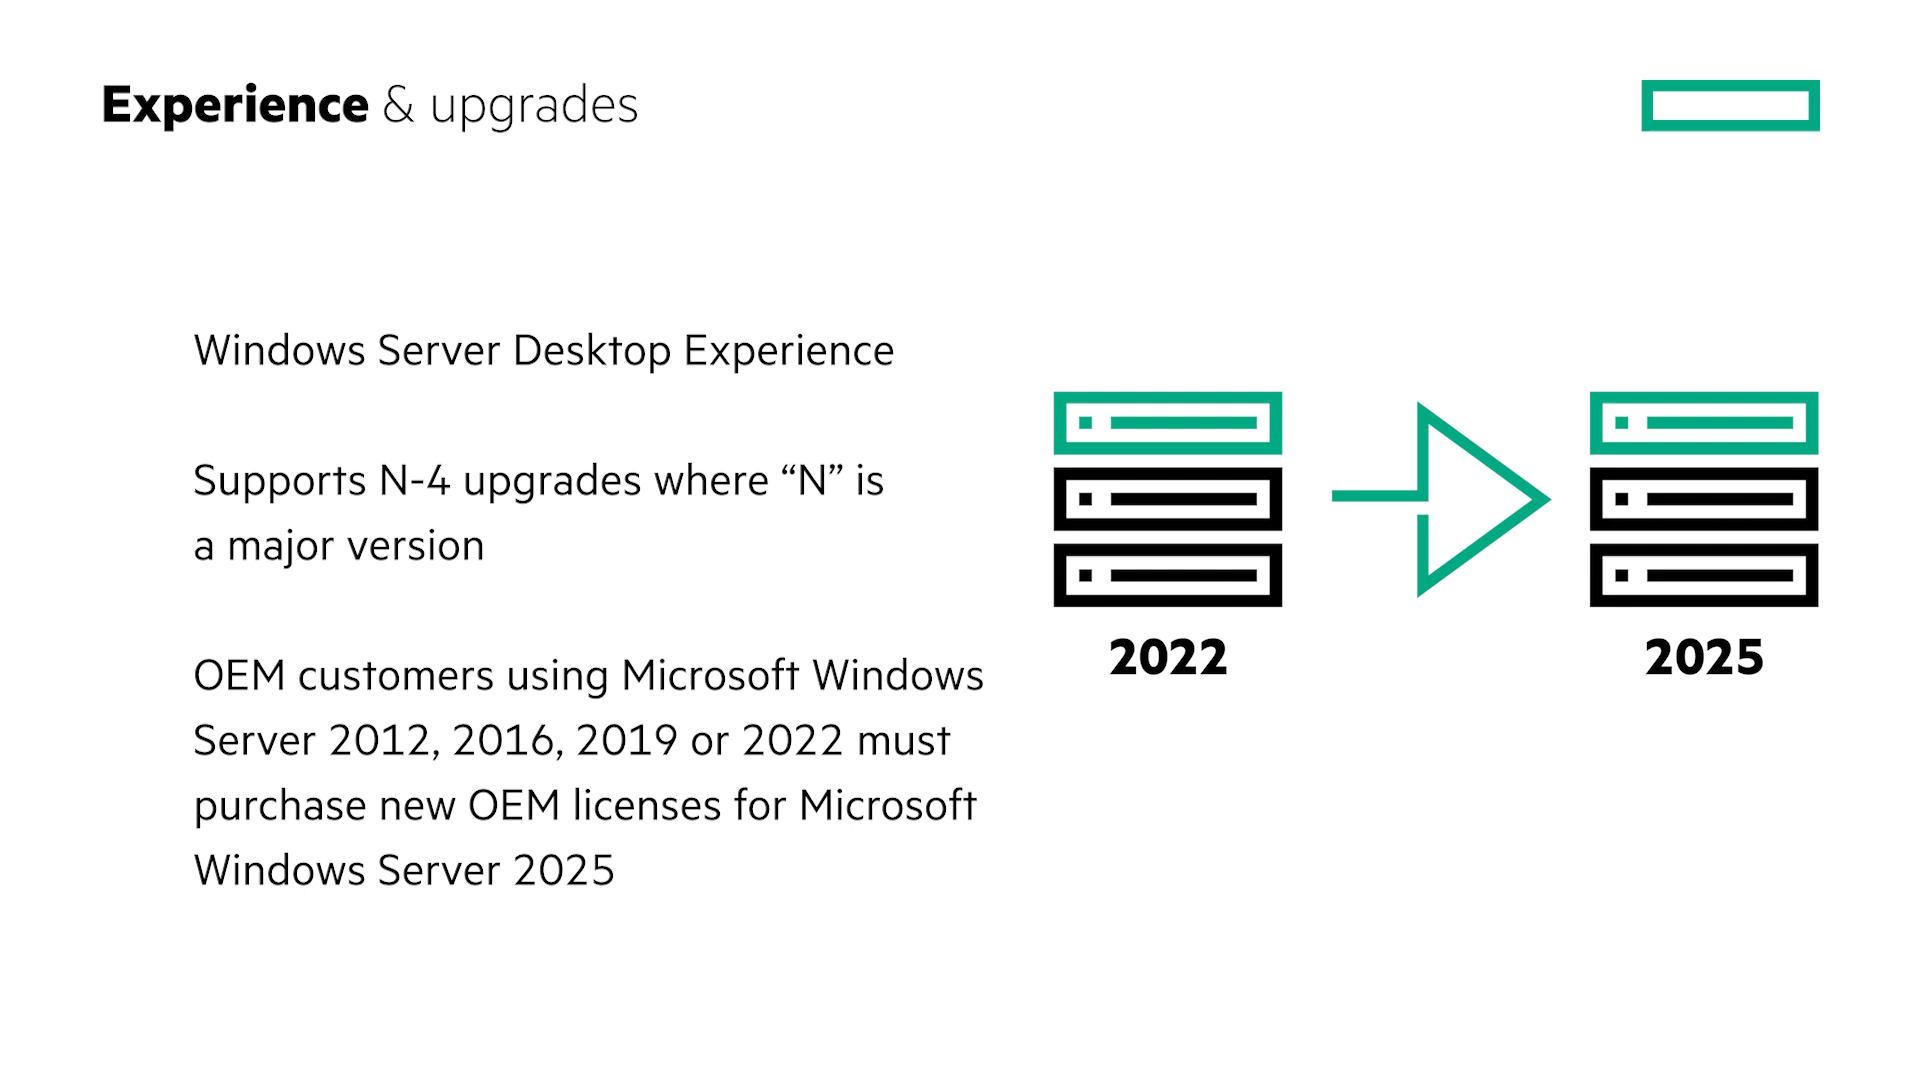 Experience & upgrades
Windows Server Desktop Experience
Supports N-4 upgrades where “N” is
a major version
OEM customers using Microsoft Windows
Server 2012, 2016, 2019 or 2022 must
purchase new OEM licenses for Microsoft
Windows Server 2025
2022
2025